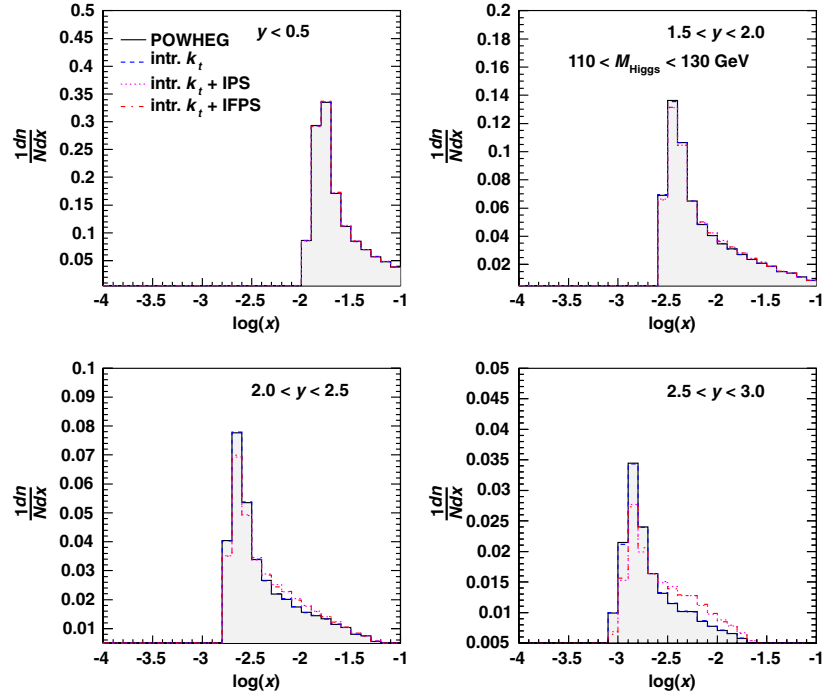 0.5
0.45
0.4
0.35
0.3
0.25
0.2
0.15
0.1
0.05
1 dn
Ndx
POWHEG
intr. k_t
intr. k_t + IPS
intr. k_t + IFPS
y < 0.5
-4 -3.5 -3 -2.5 -2 -1.5 -1
log(x)
0.2
0.18
0.16
0.14
0.12
0.1
0.08
0.06
0.04
0.02
1 dn
Ndx
1.5 < y < 2.0
110 < M_Higgs < 130 GeV
-4 -3.5 -3 -2.5 -2 -1.5 -1
log(x)
0.1
0.09
0.08
0.07
0.06
0.05
0.04
0.03
0.02
0.01
1 dn
Ndx
2.0 < y < 2.5
-4 -3.5 -3 -2.5 -2 -1.5 -1
log(x)
0.05
0.045
0.04
0.035
0.03
0.025
0.02
0.015
0.01
0.005
1 dn
Ndx
2.5 < y < 3.0
-4 -3.5 -3 -2.5 -2 -1.5 -1
log(x)